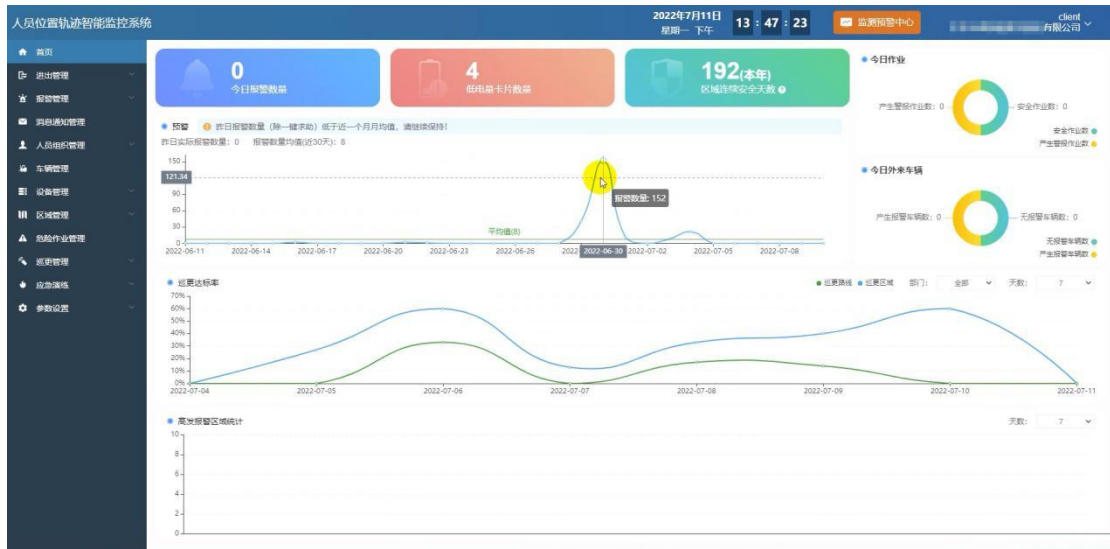 人员位置轨迹智能监控系统
2022年7月11日
星期一 下午
13 : 47 : 23
监测预警中心
client
有限公司
首页
进出管理
报警管理
消息通知管理
人员组织管理
车辆管理
设备管理
区域管理
危险作业管理
巡更管理
应急演练
参数设置
0
今日报警数量
4
低电量卡片数量
192(本年)
区域连续安全天数
预警 昨日报警数量(除一键求助)低于近一个月月均值,请继续保持!
昨日实际报警数量: 0 报警数量均值(近30天): 8
150
121.34
90
60
30
0
平均值(8)
报警数量: 152
2022-06-11 2022-06-14 2022-06-17 2022-06-20 2022-06-23 2022-06-26 2022 2022-06-30 2022-07-02 2022-07-05 2022-07-08
今日作业
产生警报作业数: 0
安全作业数: 0
安全作业数
产生警报作业数
今日外来车辆
产生报警车辆数: 0
无报警车辆数: 0
无报警车辆数
产生报警车辆数
巡更达标率
巡更路线 巡更区域 部门: 全部 天数: 7
70%
60%
50%
40%
30%
20%
10%
0%
2022-07-04 2022-07-05 2022-07-06 2022-07-07 2022-07-08 2022-07-09 2022-07-10 2022-07-11
高发报警区域统计
天数: 7
10
8
6
4
2
0